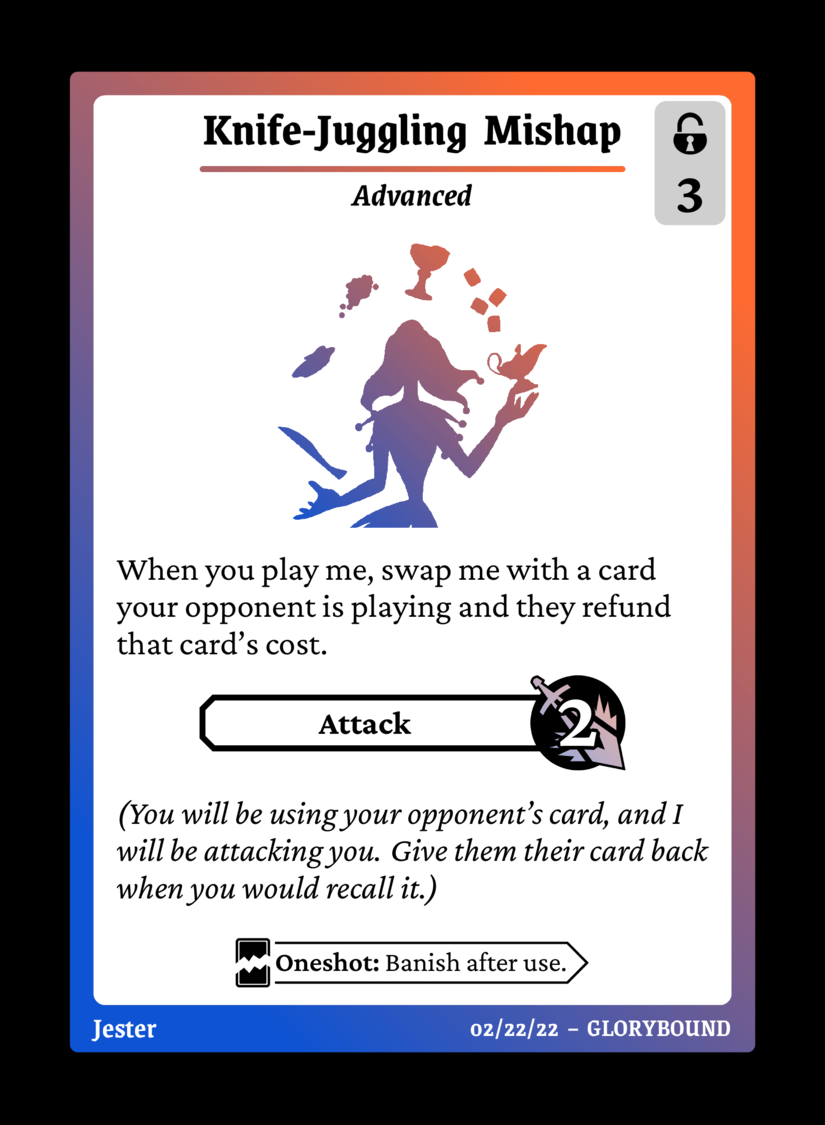 Knife-Juggling Mishap
3
Advanced
When you play me, swap me with a card
your opponent is playing and they refund
that card’s cost.
Attack
2
(You will be using your opponent’s card, and I
will be attacking you. Give them their card back
when you would recall it.)
Oneshot: Banish after use.
Jester
02/22/22 – GLORYBOUND